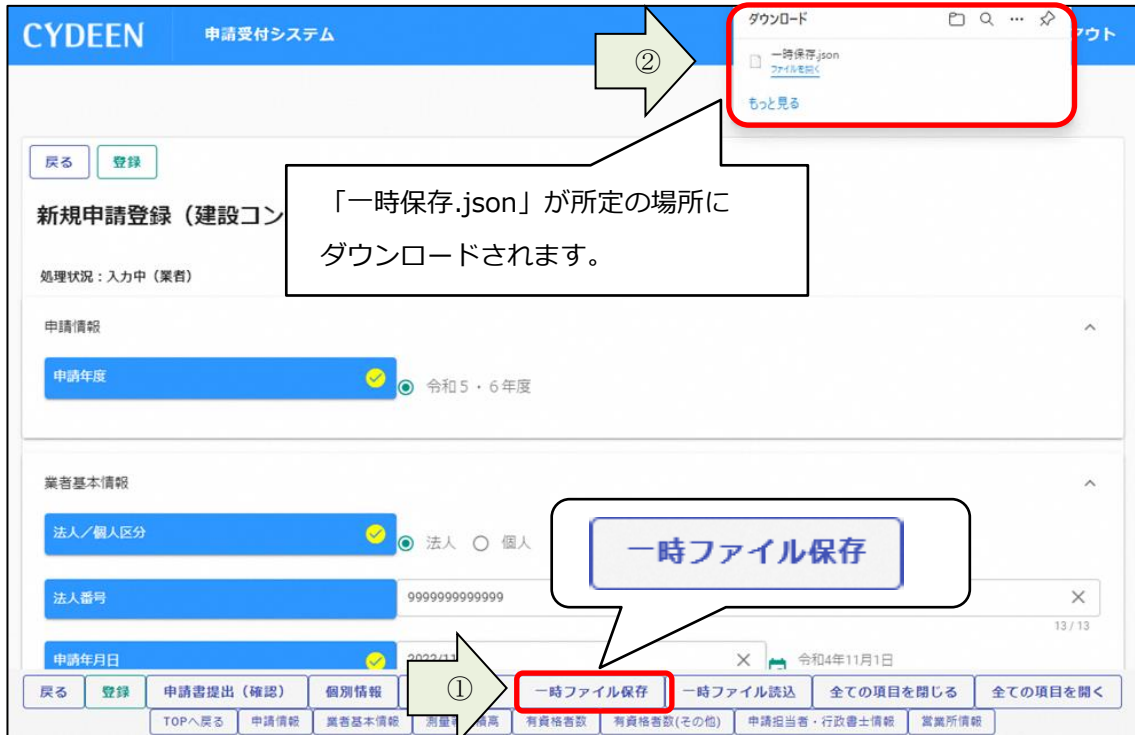 CYDEEN
申請受付システム
②
ダウンロード
一時保存.json
ファイルを開く
もっと見る
アウト
戻る
登録
「一時保存.json」が所定の場所に
ダウンロードされます。
新規申請登録（建設コン
処理状況：入力中（業者）
申請情報
申請年度
令和５・６年度
業者基本情報
法人／個人区分
法人 個人
一時ファイル保存
法人番号
9999999999999
13 / 13
申請年月日
令和4年11月1日
戻る
登録
申請書提出（確認）
個別情報
①
一時ファイル保存
一時ファイル読込
全ての項目を閉じる
全ての項目を開く
TOPへ戻る
申請情報
業者基本情報
測量
有資格者数
有資格者数(その他)
申請担当者・行政書士情報
営業所情報